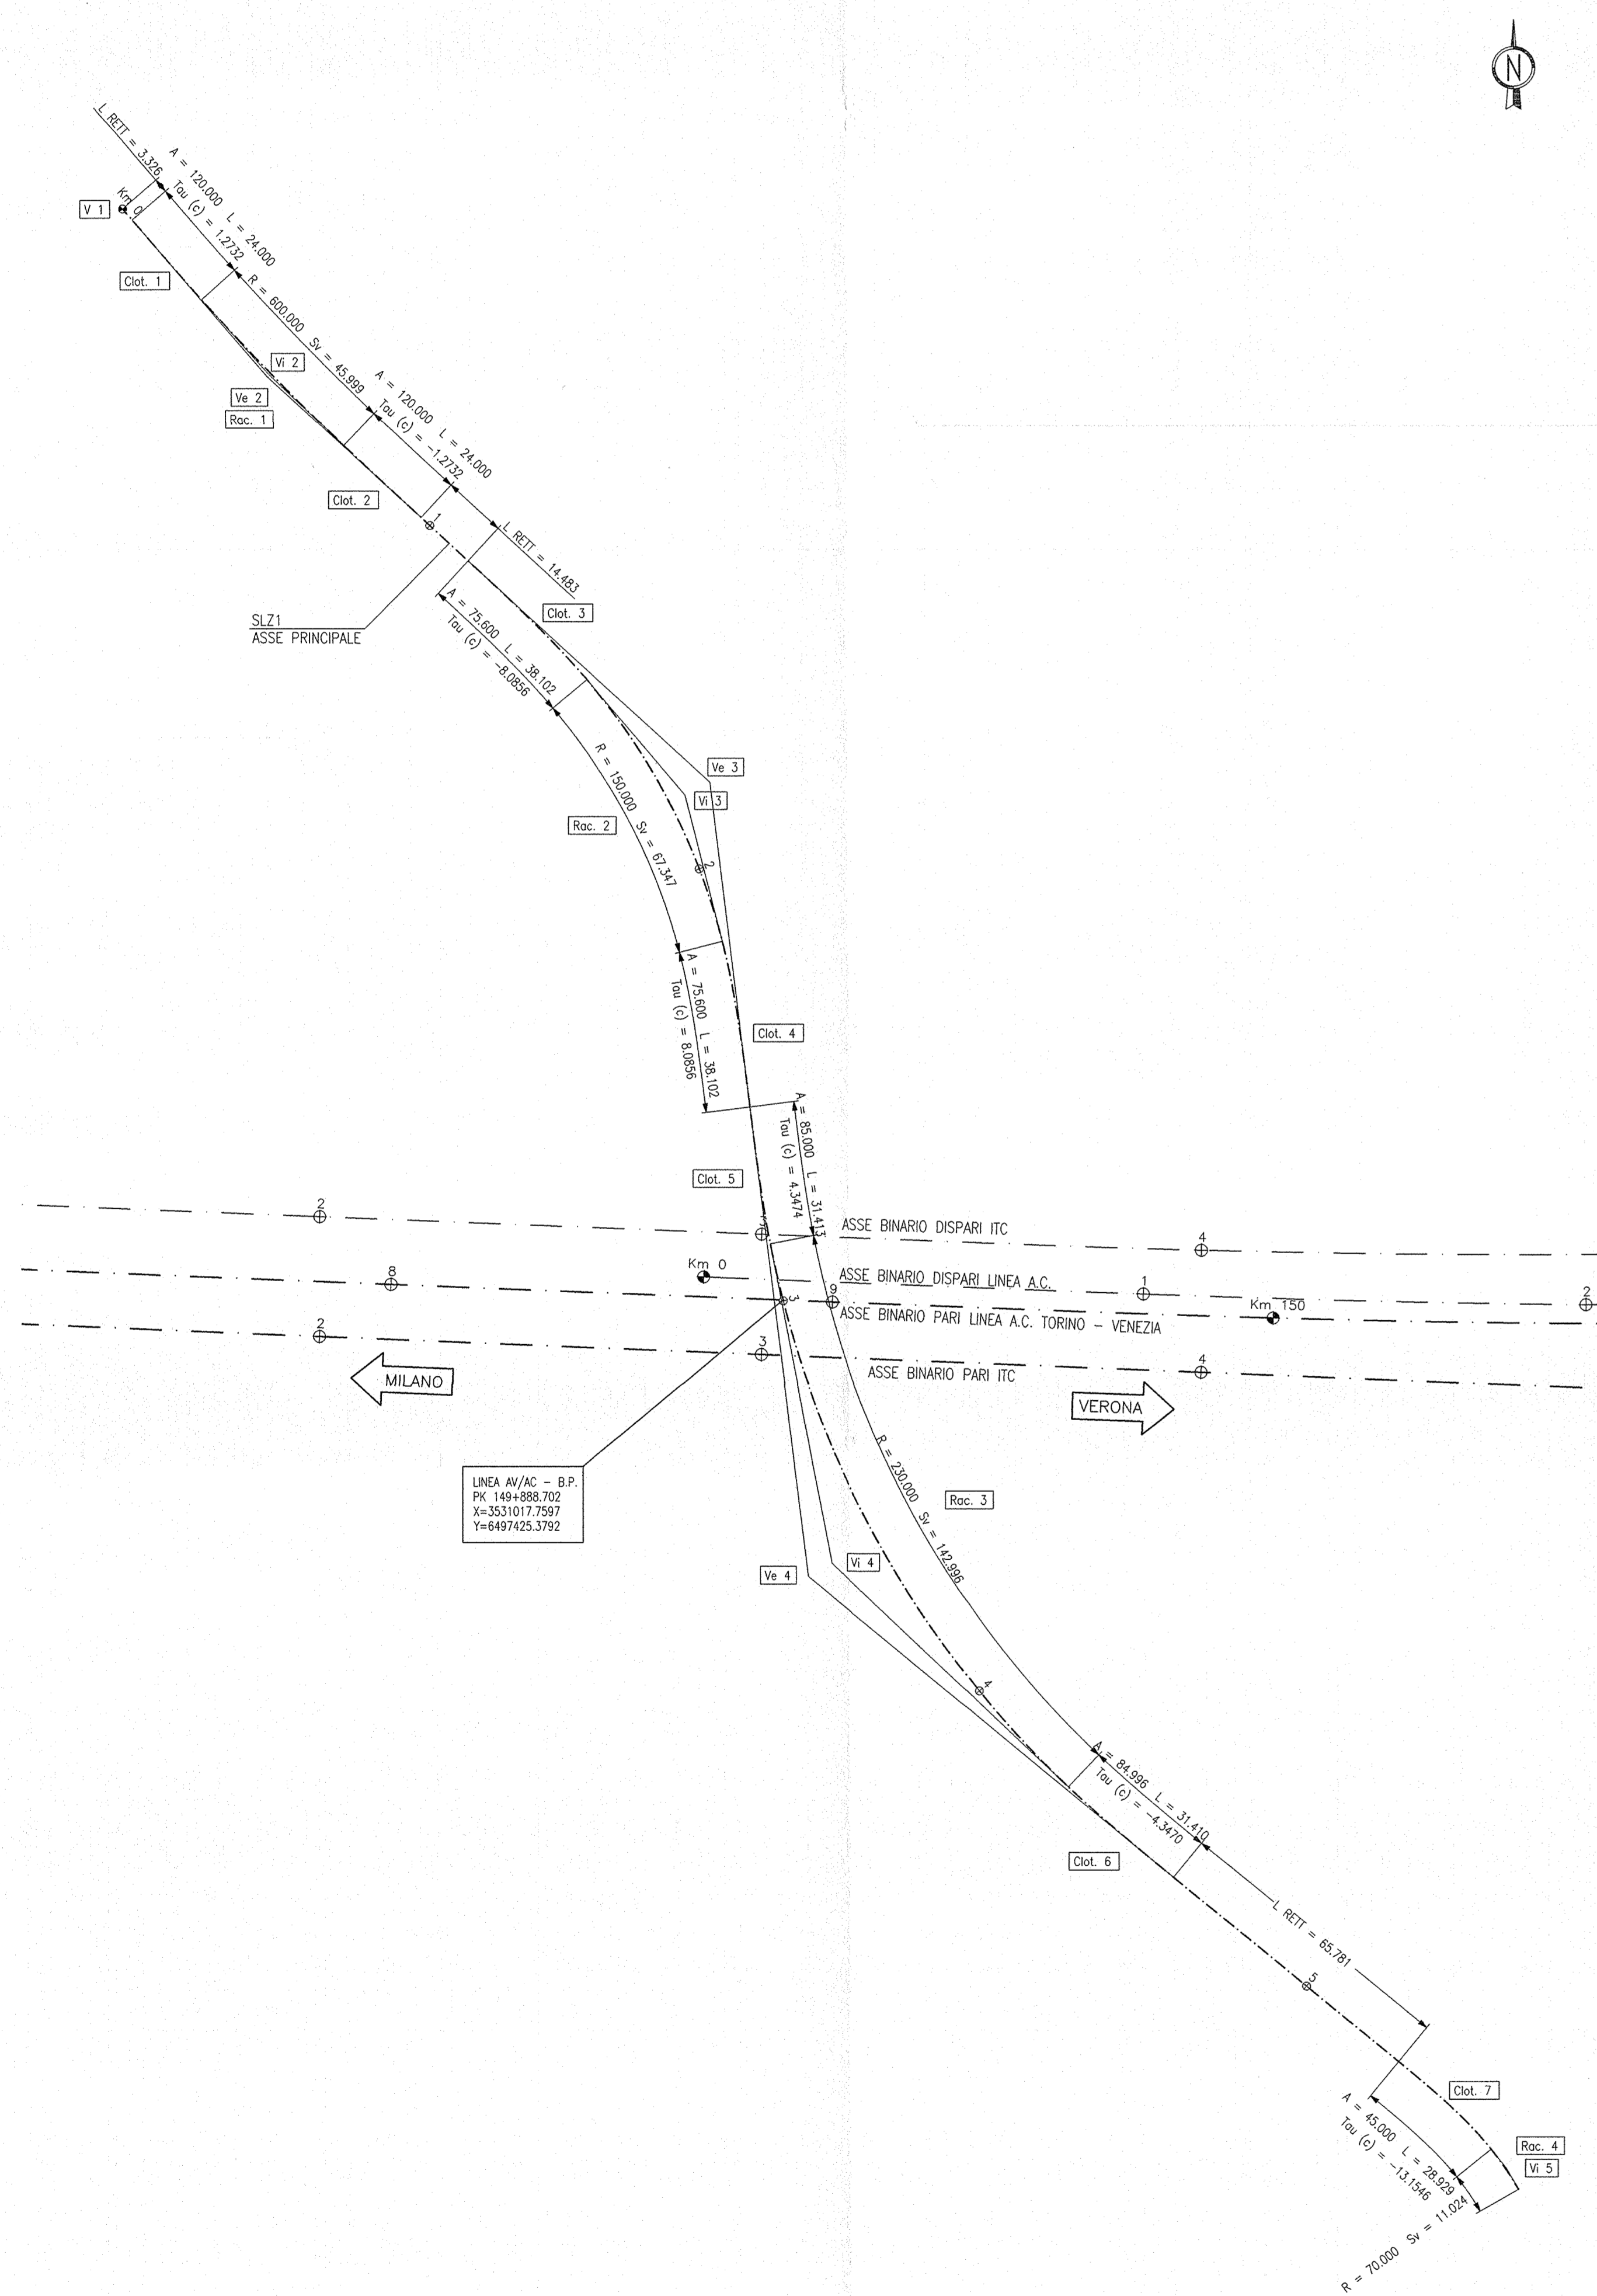 N
L RETT = 3.326
A = 120.000 L = 24.000
Tau (c) = 1.2732
Km 0
V 1
Clot. 1
R = 600.000 Sv = 45.999
Vi 2
Ve 2
Rac. 1
A = 120.000 L = 24.000
Tau (c) = -1.2732
Clot. 2
1
L RETT = 14.483
SLZ1
ASSE PRINCIPALE
Clot. 3
A = 75.600 L = 38.102
Tau (c) = -8.0856
Ve 3
Vi 3
R = 150.000 Sv = 67.347
Rac. 2
2
A = 75.600 L = 38.102
Tau (c) = 8.0856
Clot. 4
A = 85.000 L = 31.413
Tau (c) = 4.3474
Clot. 5
2
ASSE BINARIO DISPARI ITC
4
8
Km 0
ASSE BINARIO DISPARI LINEA A.C.
1
2
3
9
ASSE BINARIO PARI LINEA A.C. TORINO - VENEZIA
Km 150
2
3
ASSE BINARIO PARI ITC
4
MILANO
VERONA
LINEA AV/AC - B.P.
PK 149+888.702
X=3531017.7597
Y=6497425.3792
R = 230.000 Sv = 142.996
Rac. 3
Vi 4
Ve 4
4
A = 84.996 L = 31.410
Tau (c) = -4.3470
Clot. 6
L RETT = 65.781
5
Clot. 7
A = 45.000 L = 28.929
Tau (c) = -13.1546
Rac. 4
Vi 5
R = 70.000 Sv = 11.024